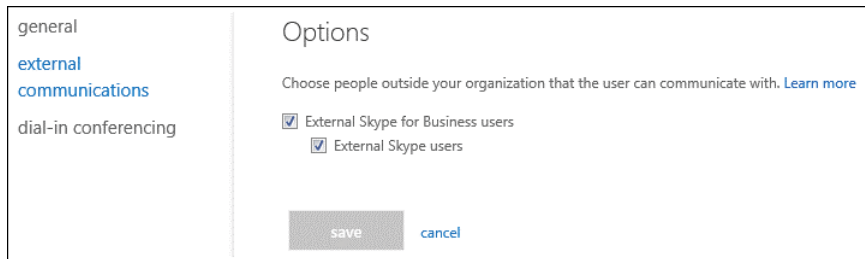 general
external
communications
dial-in conferencing
Options
Choose people outside your organization that the user can communicate with. Learn more
External Skype for Business users
External Skype users
save
cancel